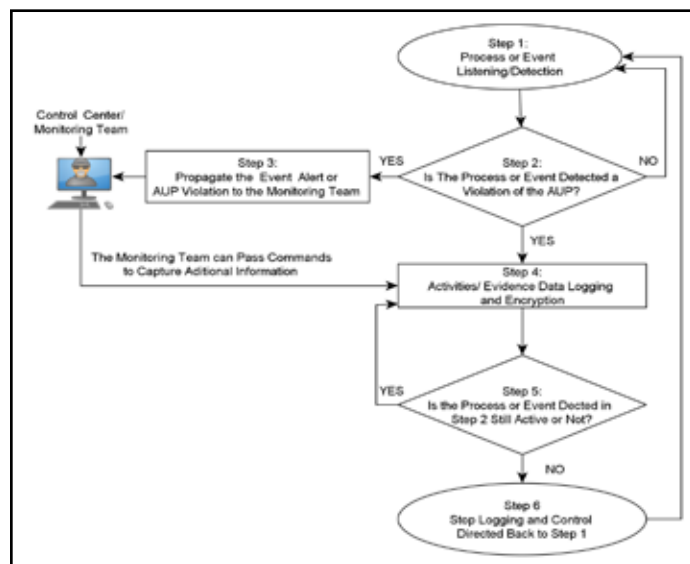 Step 1:
Process or Event
Listening/Detection
Control Center/
Monitoring Team
Step 3:
Propagate the Event Alert or
AUP Violation to the Monitoring Team
YES
Step 2:
Is The Process or Event Detected a
Violation of the AUP?
NO
YES
The Monitoring Team can Pass Commands
to Capture Aditional Information
Step 4:
Activities/ Evidence Data Logging
and Encryption
YES
Step 5:
Is the Process or Event Dected in
Step 2 Still Active or Not?
NO
Step 6
Stop Logging and Control
Directed Back to Step 1